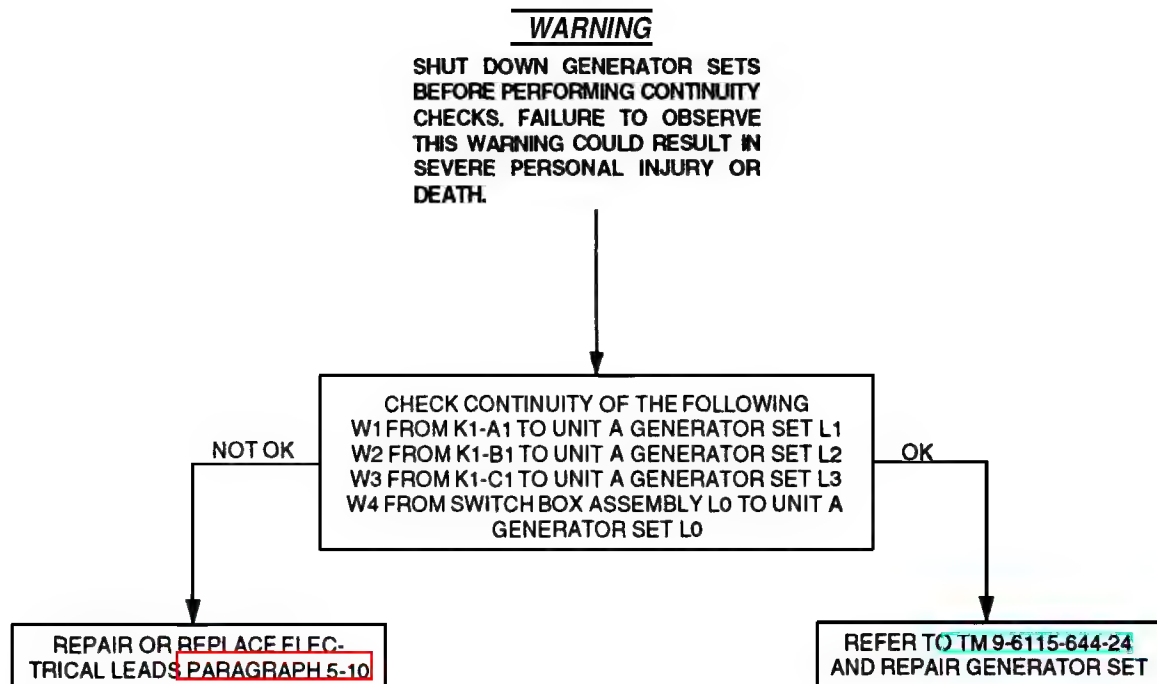 WARNING
SHUT DOWN GENERATOR SETS
BEFORE PERFORMING CONTINUITY
CHECKS. FAILURE TO OBSERVE
THIS WARNING COULD RESULT IN
SEVERE PERSONAL INJURY OR
DEATH.
CHECK CONTINUITY OF THE FOLLOWING
W1 FROM K1-A1 TO UNIT A GENERATOR SET L1
W2 FROM K1-B1 TO UNIT A GENERATOR SET L2
W3 FROM K1-C1 TO UNIT A GENERATOR SET L3
W4 FROM SWITCH BOX ASSEMBLY L0 TO UNIT A
GENERATOR SET L0
NOT OK
OK
REPAIR OR REPLACE ELEC-
TRICAL LEADS PARAGRAPH 5-10
REFER TO TM 9-6115-644-24
AND REPAIR GENERATOR SET